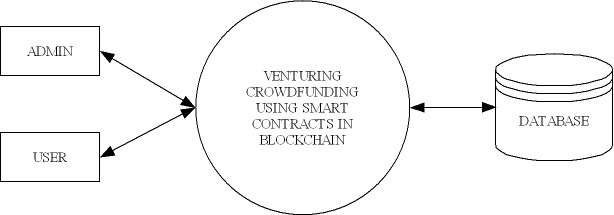 ADMIN
USER
VENTURING
CROWDFUNDING
USING SMART
CONTRACTS IN
BLOCKCHAIN
DATABASE